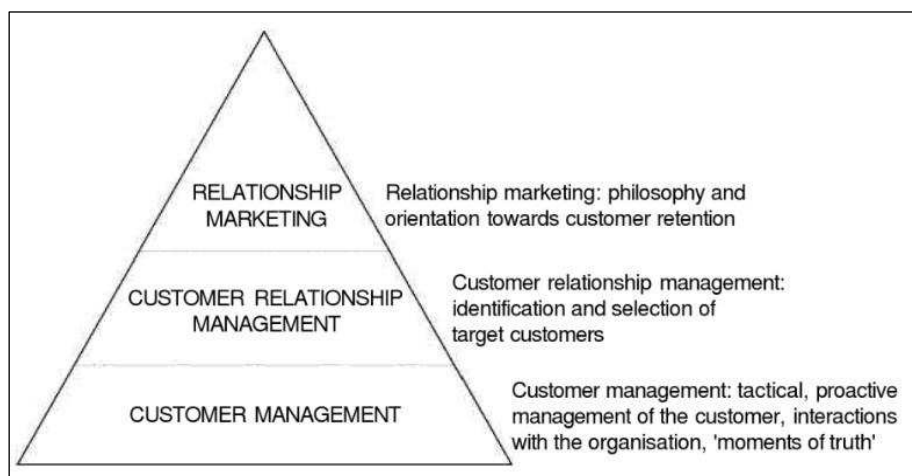 RELATIONSHIP
MARKETING
Relationship marketing: philosophy and
orientation towards customer retention
CUSTOMER RELATIONSHIP
MANAGEMENT
Customer relationship management:
identification and selection of
target customers
CUSTOMER MANAGEMENT
Customer management: tactical, proactive
management of the customer, interactions
with the organisation, 'moments of truth'